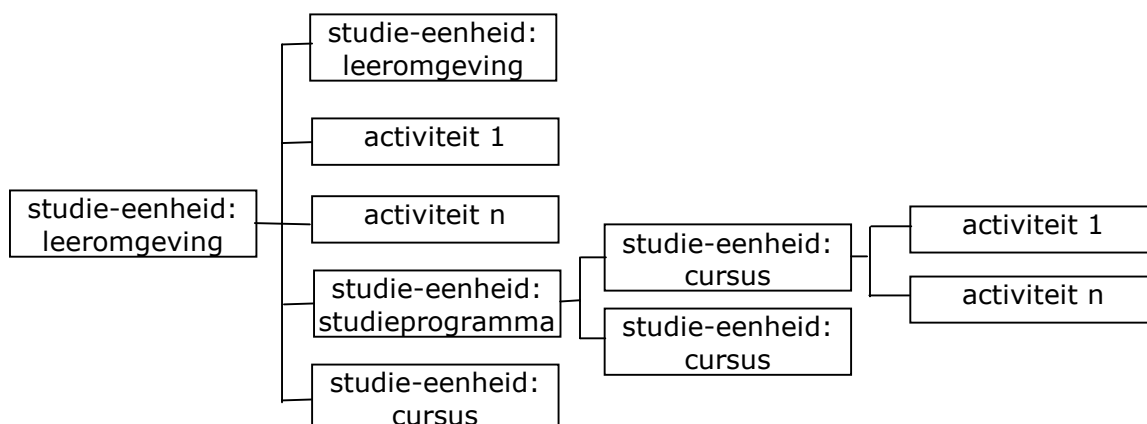 studie-eenheid:
leeromgeving
studie-eenheid:
leeromgeving
activiteit 1
activiteit n
studie-eenheid:
studieprogramma
studie-eenheid:
cursus
studie-eenheid:
cursus
studie-eenheid:
cursus
activiteit 1
activiteit n